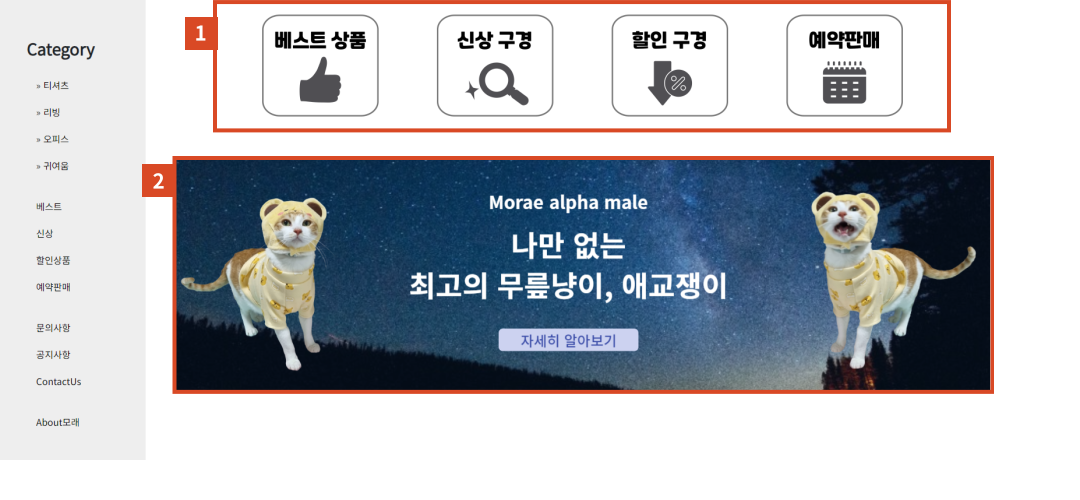 Category
» 티셔츠
» 리빙
» 오피스
» 귀여움
베스트
신상
할인상품
예약판매
문의사항
공지사항
ContactUs
About모래
1
베스트 상품
신상 구경
할인 구경
%
예약판매
2
Morae alpha male
나만 없는
최고의 무릎냥이, 애교쟁이
자세히 알아보기